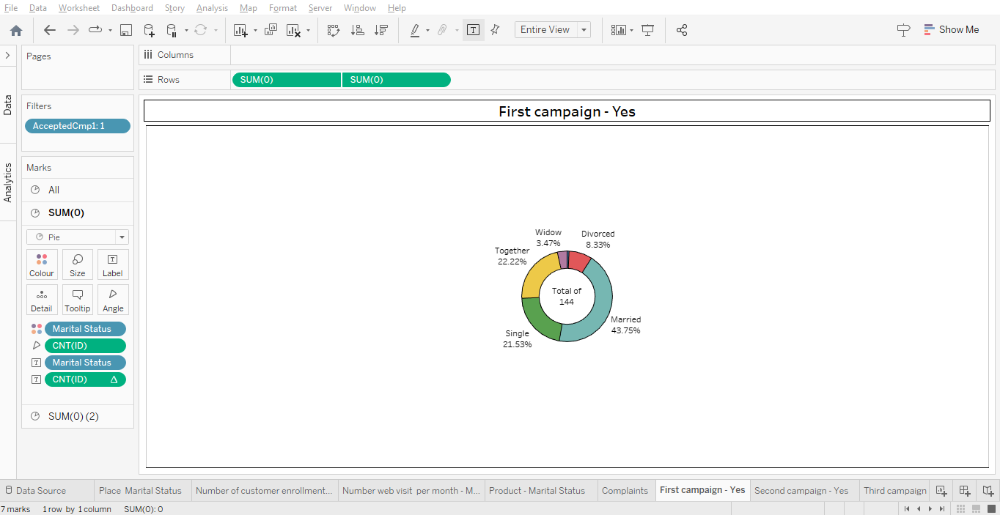 File Data Worksheet Dashboard Story Analysis Map Format Server Window Help
Entire View
Show Me
Data
Analytics
Pages
Columns
Rows
SUM(0)
SUM(0)
Filters
AcceptedCmp1: 1
Marks
All
SUM(0)
Pie
Colour Size Label
Detail Tooltip Angle
Marital Status
CNT(ID)
Marital Status
CNT(ID)
SUM(0) (2)
First campaign - Yes
Widow
3.47%
Divorced
8.33%
Together
22.22%
Total of
144
Married
43.75%
Single
21.53%
Data Source
Place Marital Status
Number of customer enrollment...
Number web visit per month - M...
Product - Marital Status
Complaints
First campaign - Yes
Second campaign - Yes
Third campaign
7 marks 1 row by 1 column SUM(0): 0